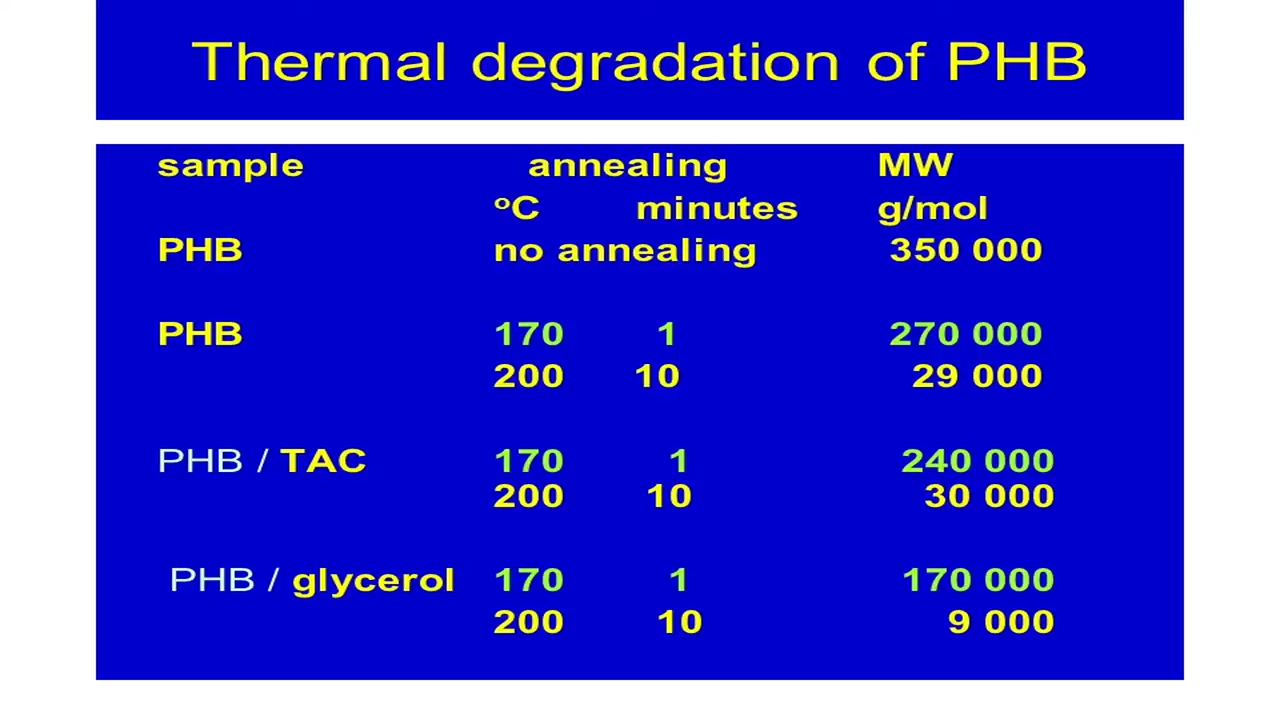 Thermal degradation of PHB
sample annealing MW
°C minutes g/mol
PHB no annealing 350 000
PHB 170 1 270 000
200 10 29 000
PHB / TAC 170 1 240 000
200 10 30 000
PHB / glycerol 170 1 170 000
200 10 9 000